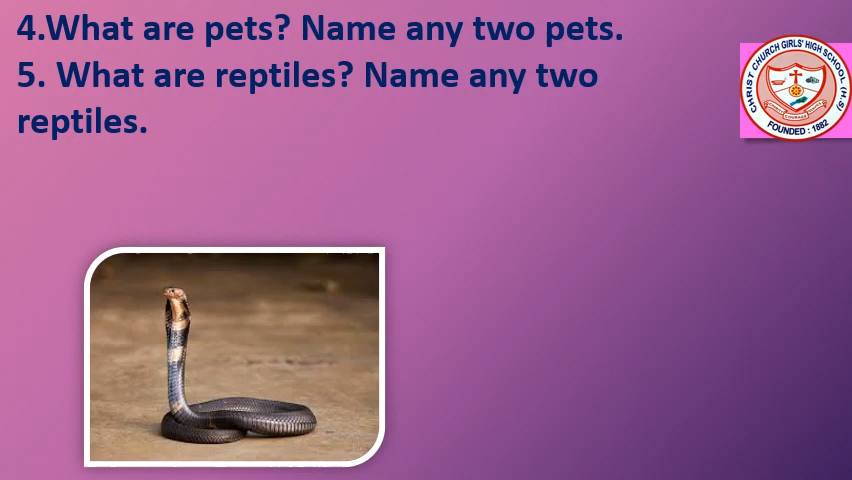 4.What are pets? Name any two pets.
5. What are reptiles? Name any two
reptiles.
CHRIST CHURCH GIRLS' HIGH SCHOOL (H.S)
FOUNDED : 1882